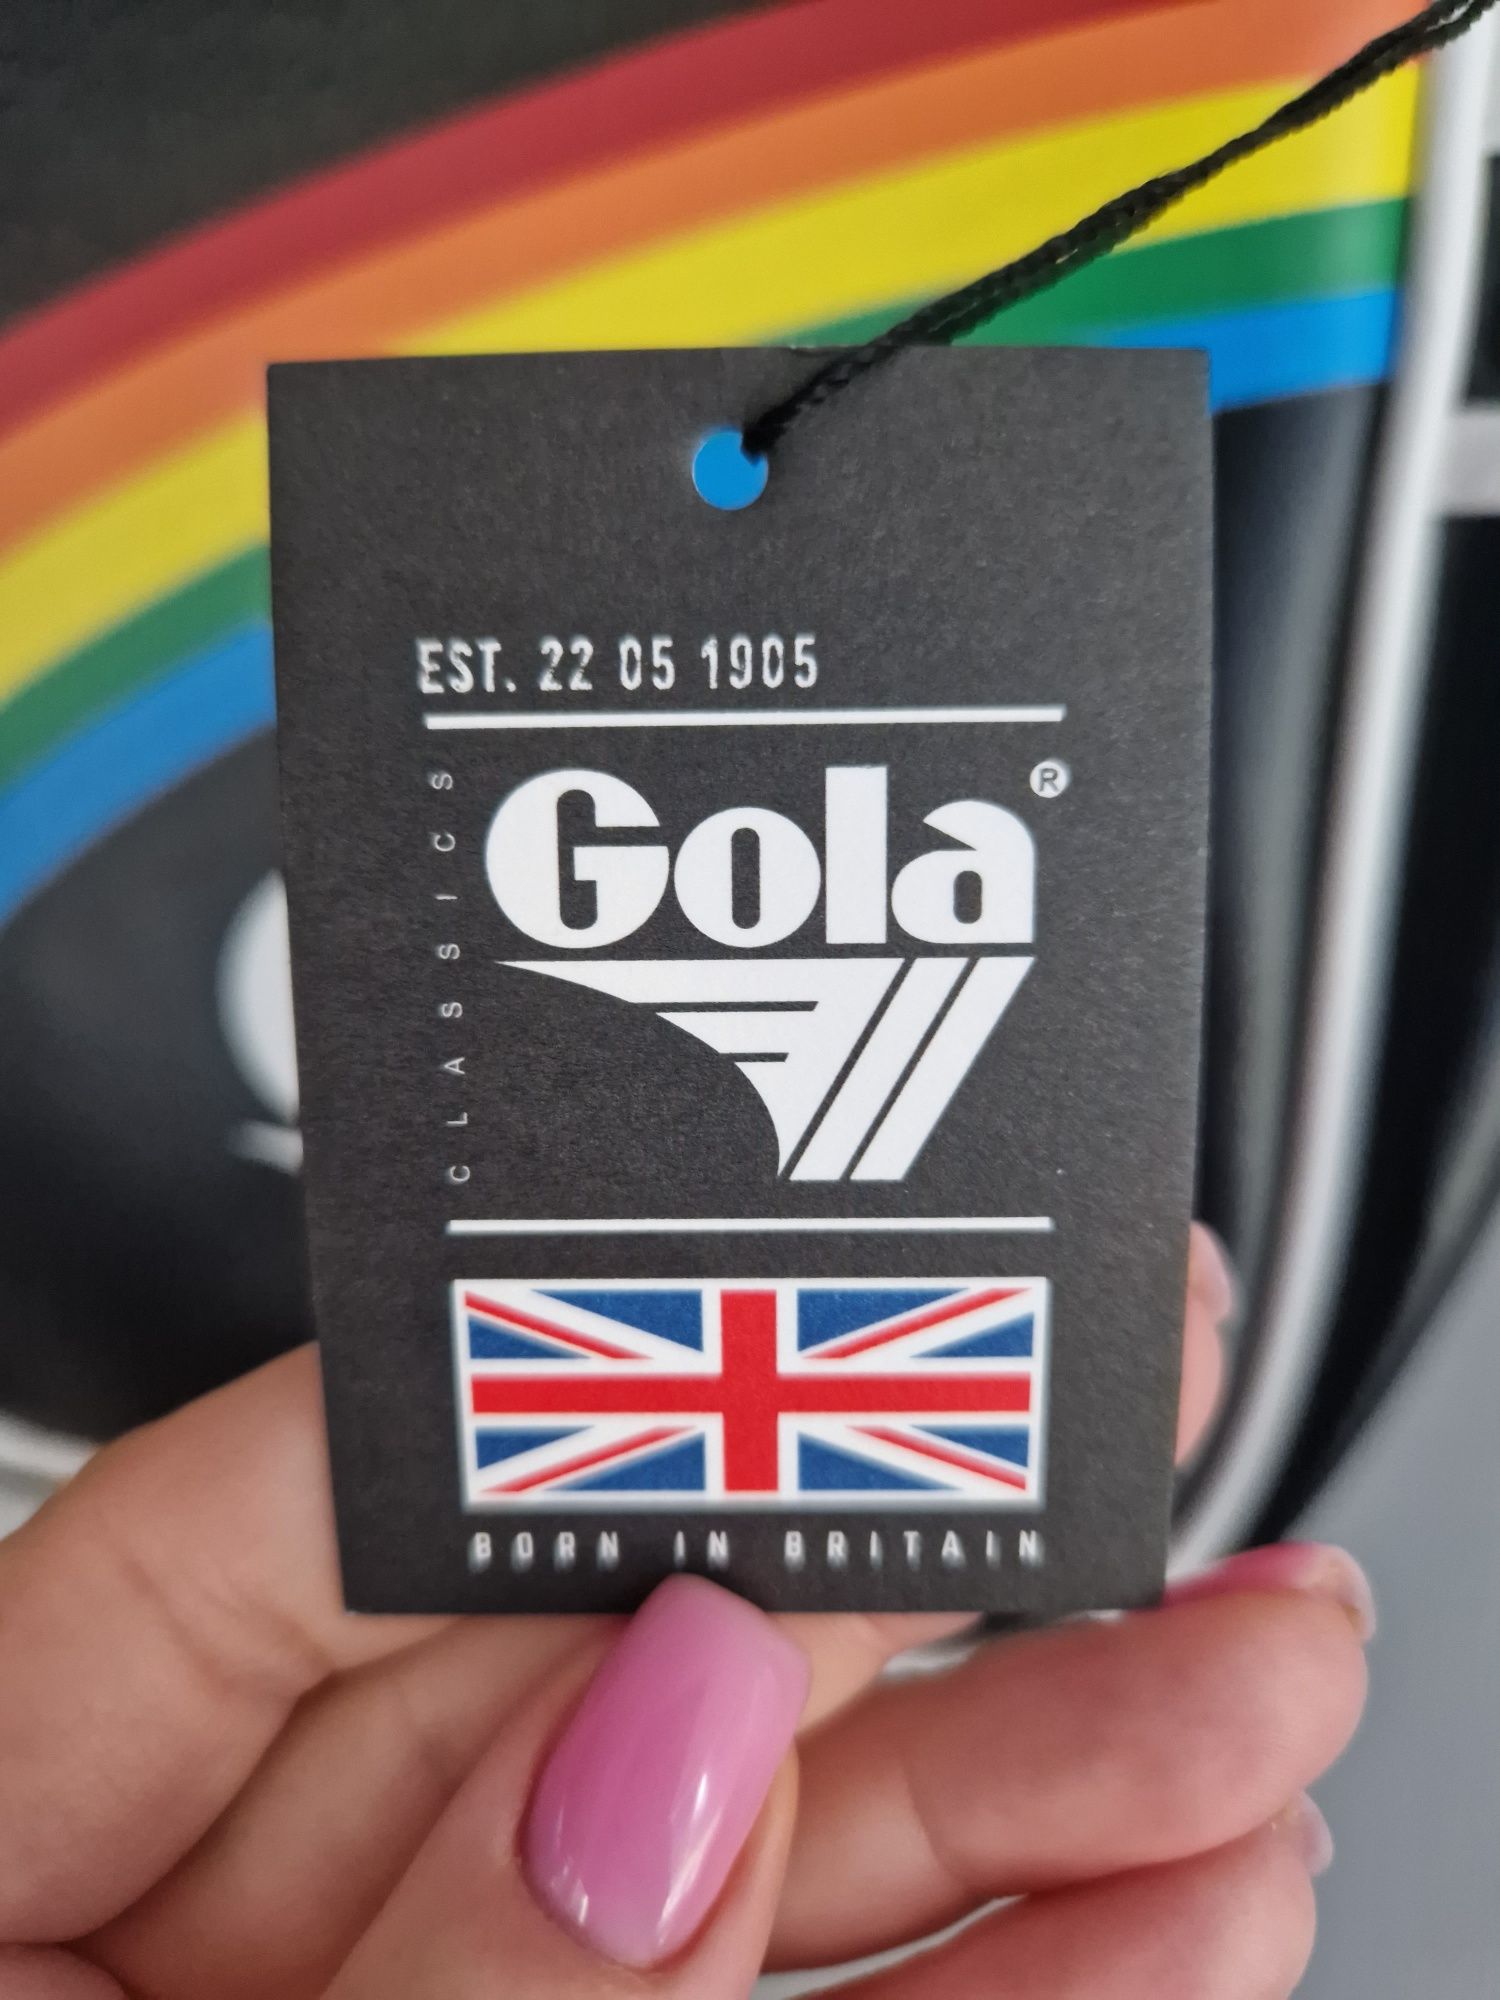 EST. 22 05 1905
CLASSICS
Gola®
BORN IN BRITAIN